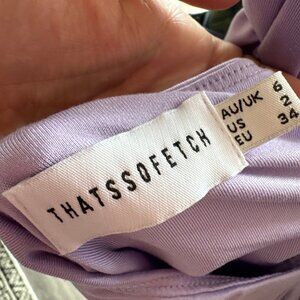 THATSSOFETCH
AU/UK 6
US 2
EU 34